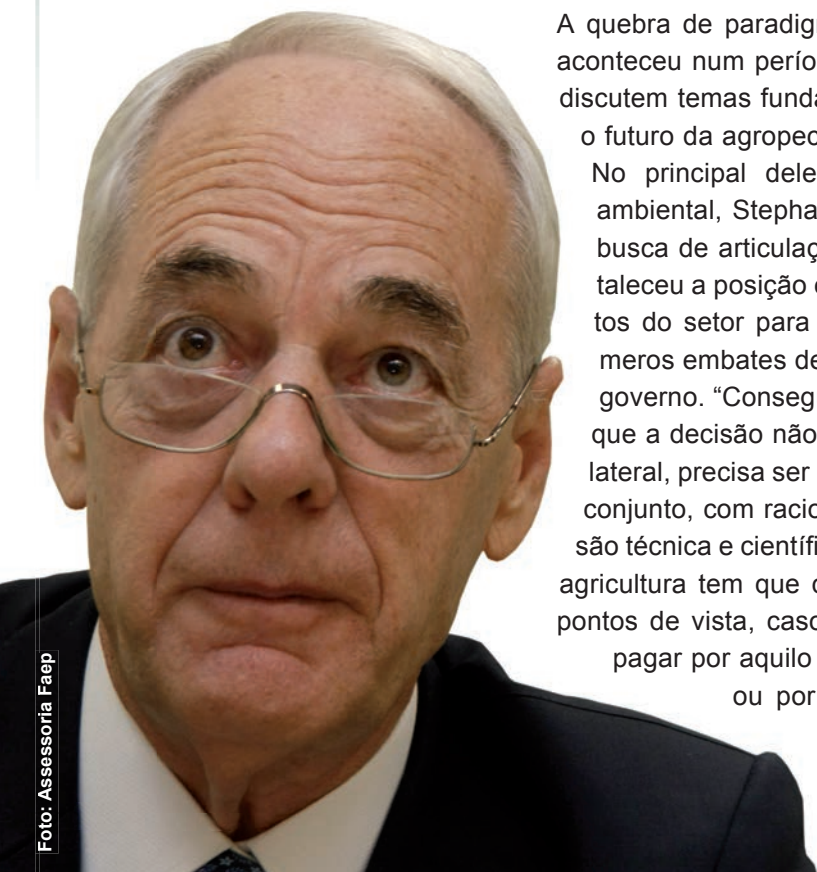 A quebra de paradig
aconteceu num perío
discutem temas funda
o futuro da agropec
No principal dele
ambiental, Stepha
busca de articulaç
taleceu a posição
tos do setor para
meros embates de
governo. “Conseg
que a decisão não
lateral, precisa ser
conjunto, com racio
são técnica e científi
agricultura tem que
pontos de vista, caso
pagar por aquilo
ou por
Foto: Assessoria Faep